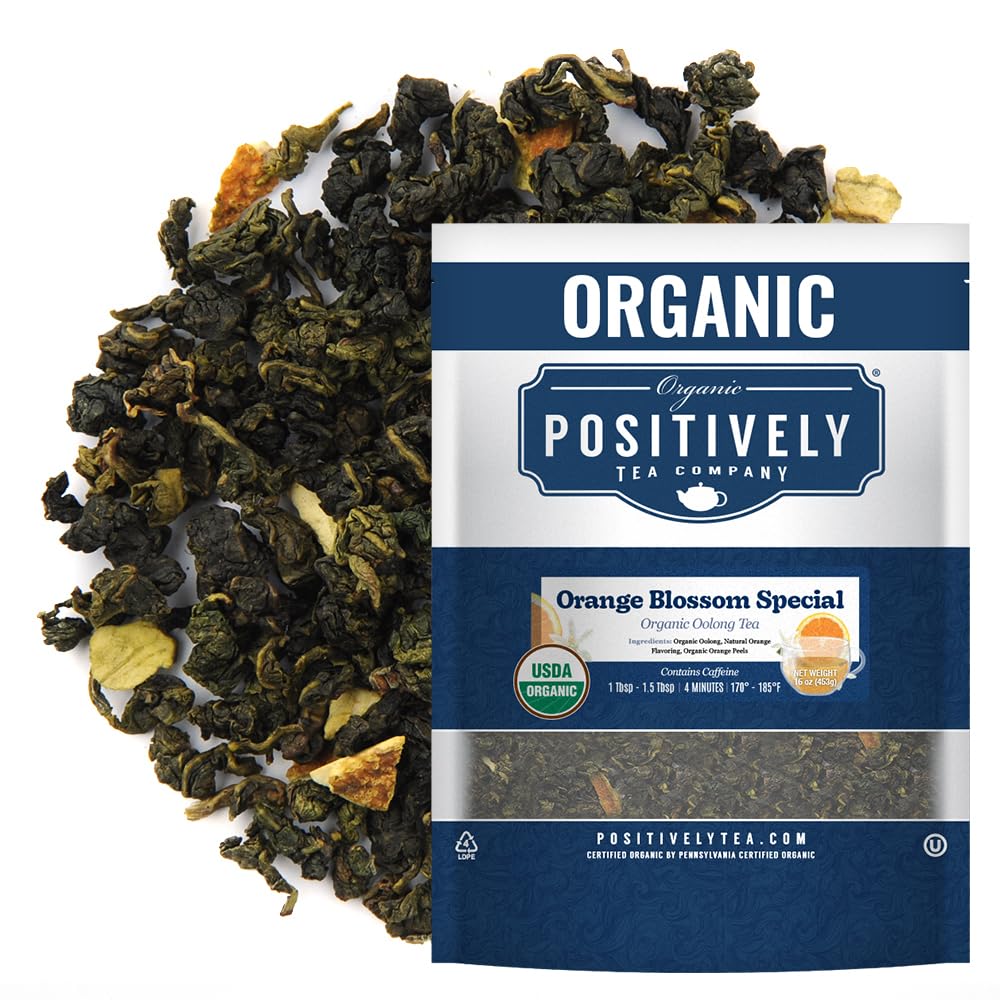 ORGANIC
Organic
®
POSITIVELY
TEA COMPANY
Orange Blossom Special
Organic Oolong Tea
Ingredients: Organic Oolong, Natural Orange
Flavoring, Organic Orange Peels
USDA
ORGANIC
Contains Caffeine
1 Tbsp - 1.5 Tbsp | 4 MINUTES | 170° - 185°F
NET WEIGHT
16 oz (453g)
POSITIVELYTEA.COM
CERTIFIED ORGANIC BY PENNSYLVANIA CERTIFIED ORGANIC
4
LDPE
U